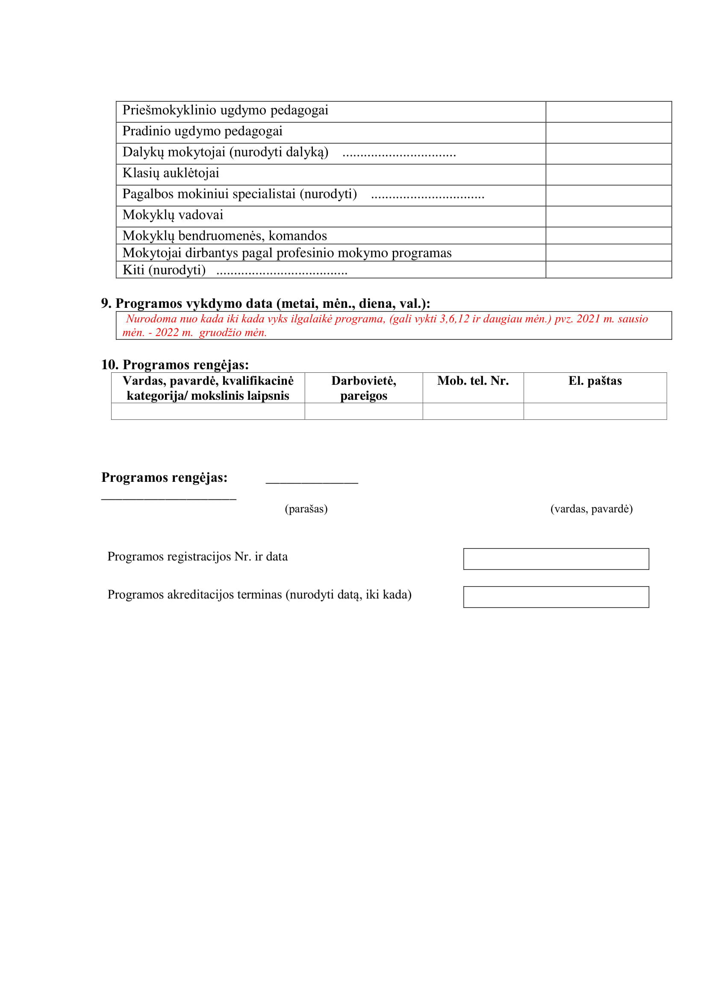 Priešmokyklinio ugdymo pedagogai
Pradinio ugdymo pedagogai
Dalykų mokytojai (nurodyti dalyką) ................................
Klasių auklėtojai
Pagalbos mokiniui specialistai (nurodyti) ................................
Mokyklų vadovai
Mokyklų bendruomenės, komandos
Mokytojai dirbantys pagal profesinio mokymo programas
Kiti (nurodyti) .....................................
9. Programos vykdymo data (metai, mėn., diena, val.):
Nurodoma nuo kada iki kada vyks ilgalaikė programa, (gali vykti 3,6,12 ir daugiau mėn.) pvz. 2021 m. sausio
mėn. - 2022 m. gruodžio mėn.
10. Programos rengėjas:
Vardas, pavardė, kvalifikacinė kategorija/ mokslinis laipsnis
Darbovietė, pareigos
Mob. tel. Nr.
El. paštas
Programos rengėjas: _____________
___________________
(parašas) (vardas, pavardė)
Programos registracijos Nr. ir data
Programos akreditacijos terminas (nurodyti datą, iki kada)